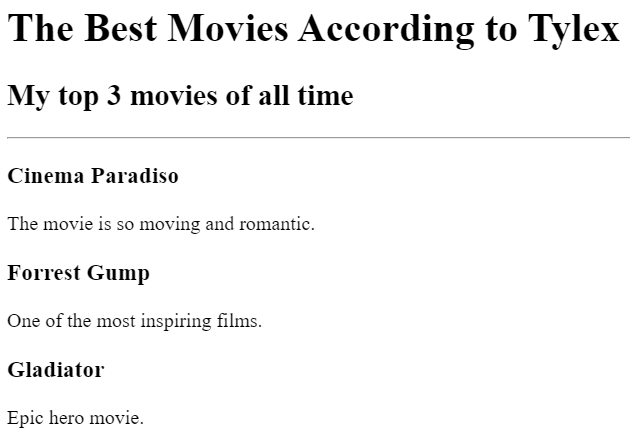 The Best Movies According to Tylex
My top 3 movies of all time
Cinema Paradiso
The movie is so moving and romantic.
Forrest Gump
One of the most inspiring films.
Gladiator
Epic hero movie.